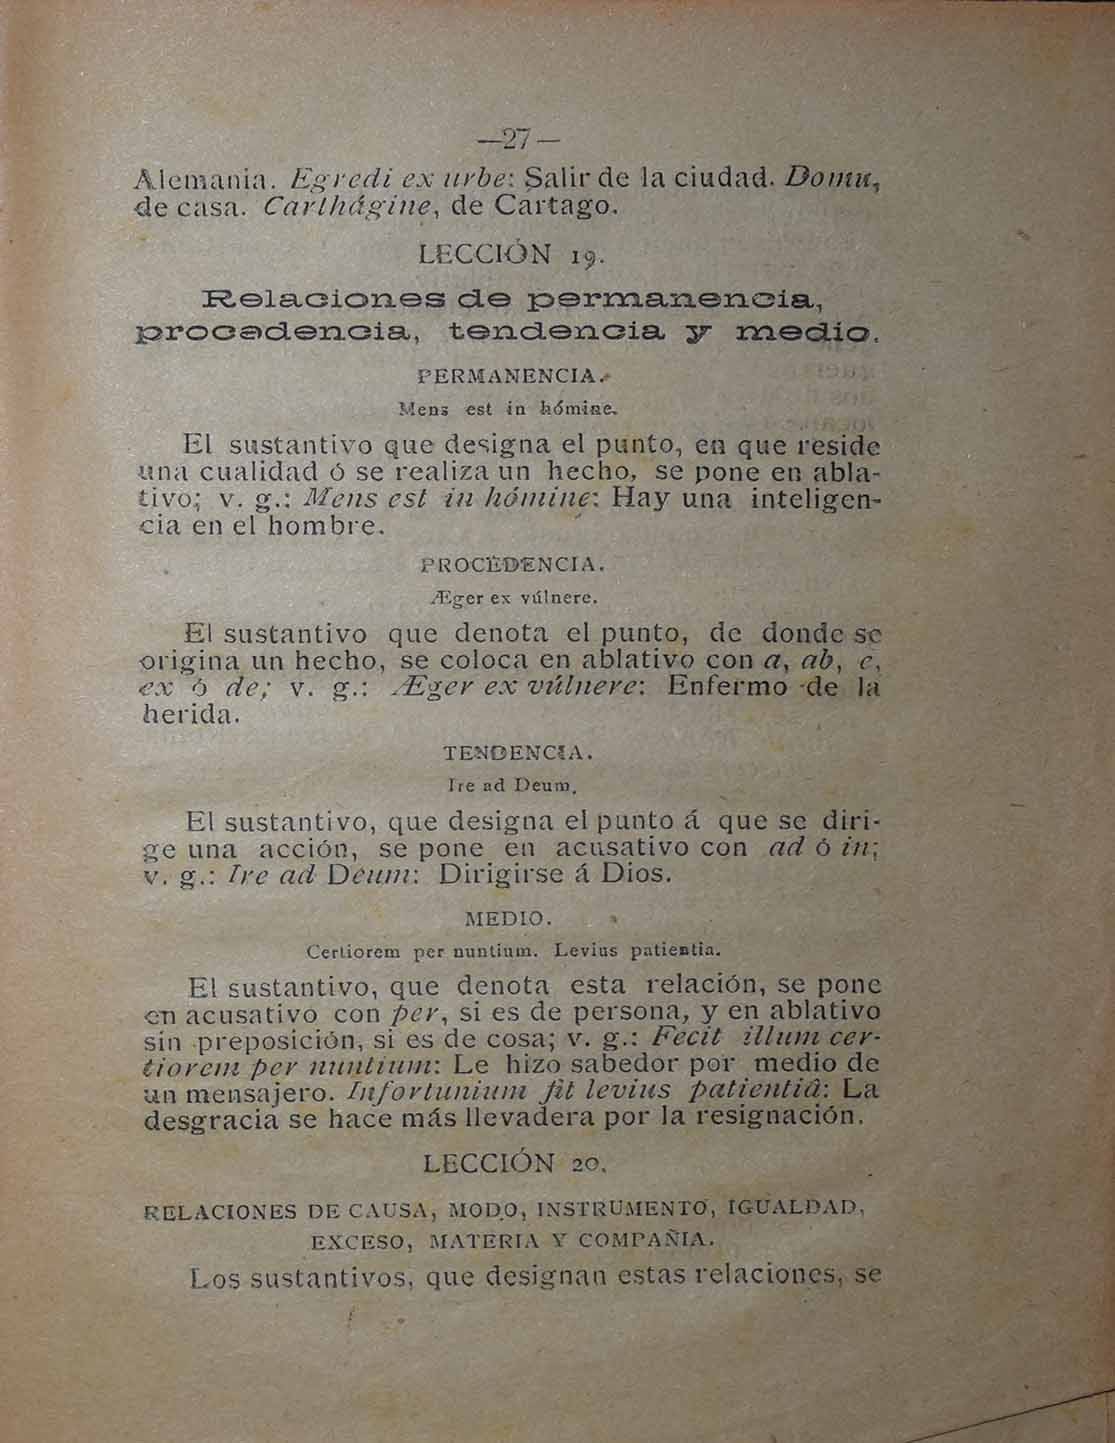 —27—
Alemania. Egredi ex urbe: Salir de la ciudad. Domu,
de casa. Carthágine, de Cartago.
LECCIÓN 19.
Relaciones de permanencia,
procedencia, tendencia y medio.
PERMANENCIA.
Mens est in hómine.
El sustantivo que designa el punto, en que reside
una cualidad ó se realiza un hecho, se pone en abla-
tivo; v. g.: Mens est in hómine: Hay una inteligen-
cia en el hombre.
PROCEDENCIA.
Æger ex vúlnere.
El sustantivo que denota el punto, de donde se
origina un hecho, se coloca en ablativo con a, ab, e,
ex ó de; v. g.: Æger ex vúlnere: Enfermo de la
herida.
TENDENCIA.
Ire ad Deum.
El sustantivo, que designa el punto á que se diri-
ge una acción, se pone en acusativo con ad ó in;
v. g.: Ire ad Deum: Dirigirse á Dios.
MEDIO.
Certiorem per nuntium. Levius patientia.
El sustantivo, que denota esta relación, se pone
en acusativo con per, si es de persona, y en ablativo
sin preposición, si es de cosa; v. g.: Fecit illum cer-
tiorem per nuntium: Le hizo sabedor por medio de
un mensajero. Infortunium fit levius patientiâ: La
desgracia se hace más llevadera por la resignación.
LECCIÓN 20.
RELACIONES DE CAUSA, MODO, INSTRUMENTO, IGUALDAD,
EXCESO, MATERIA Y COMPAÑIA.
Los sustantivos, que designan estas relaciones, se